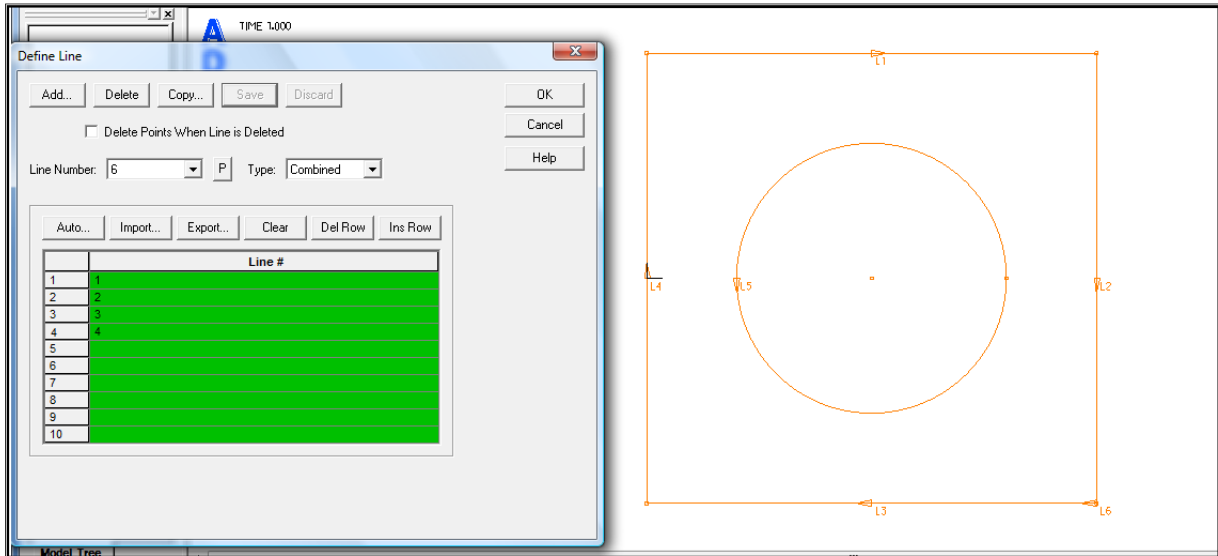 TIME 1.000
Define Line
Add... Delete Copy... Save Discard OK
Delete Points When Line is Deleted Cancel
Line Number: 6 P Type: Combined Help
Auto... Import... Export... Clear Del Row Ins Row
Line #
1 1
2 2
3 3
4 4
5
6
7
8
9
10
Model Tree
L1
L4 L5 L2
L3 L6